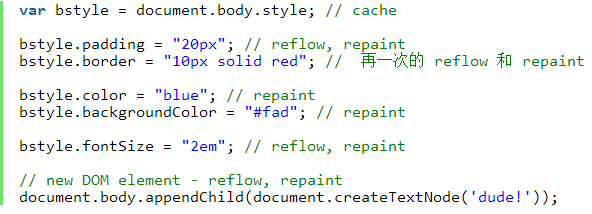 var bstyle = document.body.style; // cache
bstyle.padding = "20px"; // reflow, repaint
bstyle.border = "10px solid red"; //  再一次的 reflow 和 repaint
bstyle.color = "blue"; // repaint
bstyle.backgroundColor = "#fad"; // repaint
bstyle.fontSize = "2em"; // reflow, repaint
// new DOM element - reflow, repaint
document.body.appendChild(document.createTextNode('dude!'));